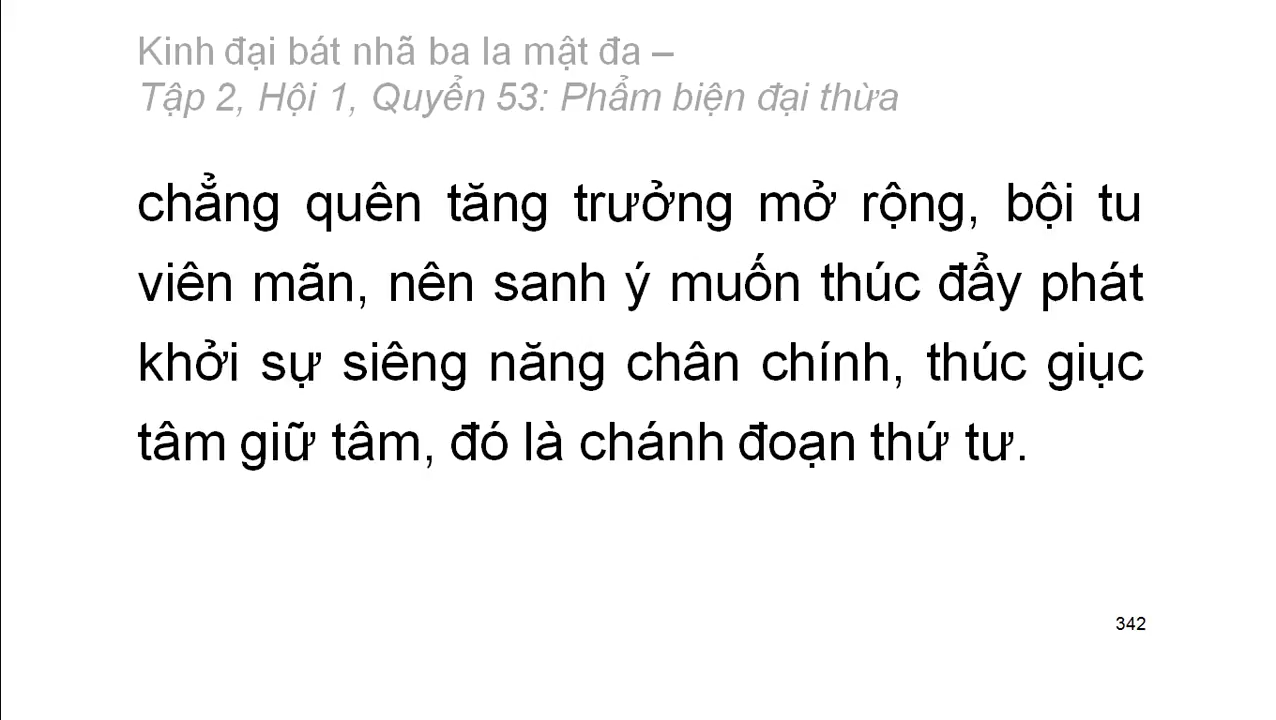 Kinh đại bát nhã ba la mật đa –
Tập 2, Hội 1, Quyển 53: Phẩm biện đại thừa
chẳng quên tăng trưởng mở rộng, bội tu
viên mãn, nên sanh ý muốn thúc đẩy phát
khởi sự siêng năng chân chính, thúc giục
tâm giữ tâm, đó là chánh đoạn thứ tư.
342